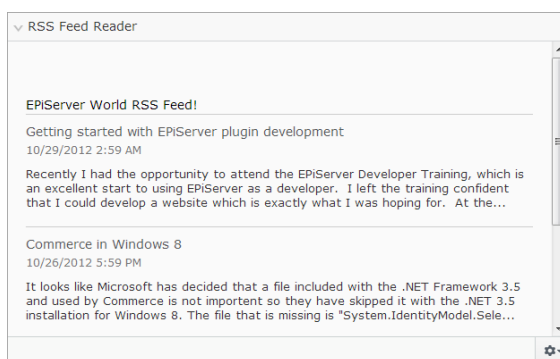 RSS Feed Reader
EPiServer World RSS Feed!
Getting started with EPiServer plugin development
10/29/2012 2:59 AM
Recently I had the opportunity to attend the EPiServer Developer Training, which is
an excellent start to using EPiServer as a developer.  I left the training confident
that I could develop a website which is exactly what I was hoping for.  At the...
Commerce in Windows 8
10/26/2012 5:59 PM
It looks like Microsoft has decided that a file included with the .NET Framework 3.5
and used by Commerce is not importent so they have skipped it with the .NET 3.5
installation for Windows 8. The file that is missing is "System.IdentityModel.Sele...